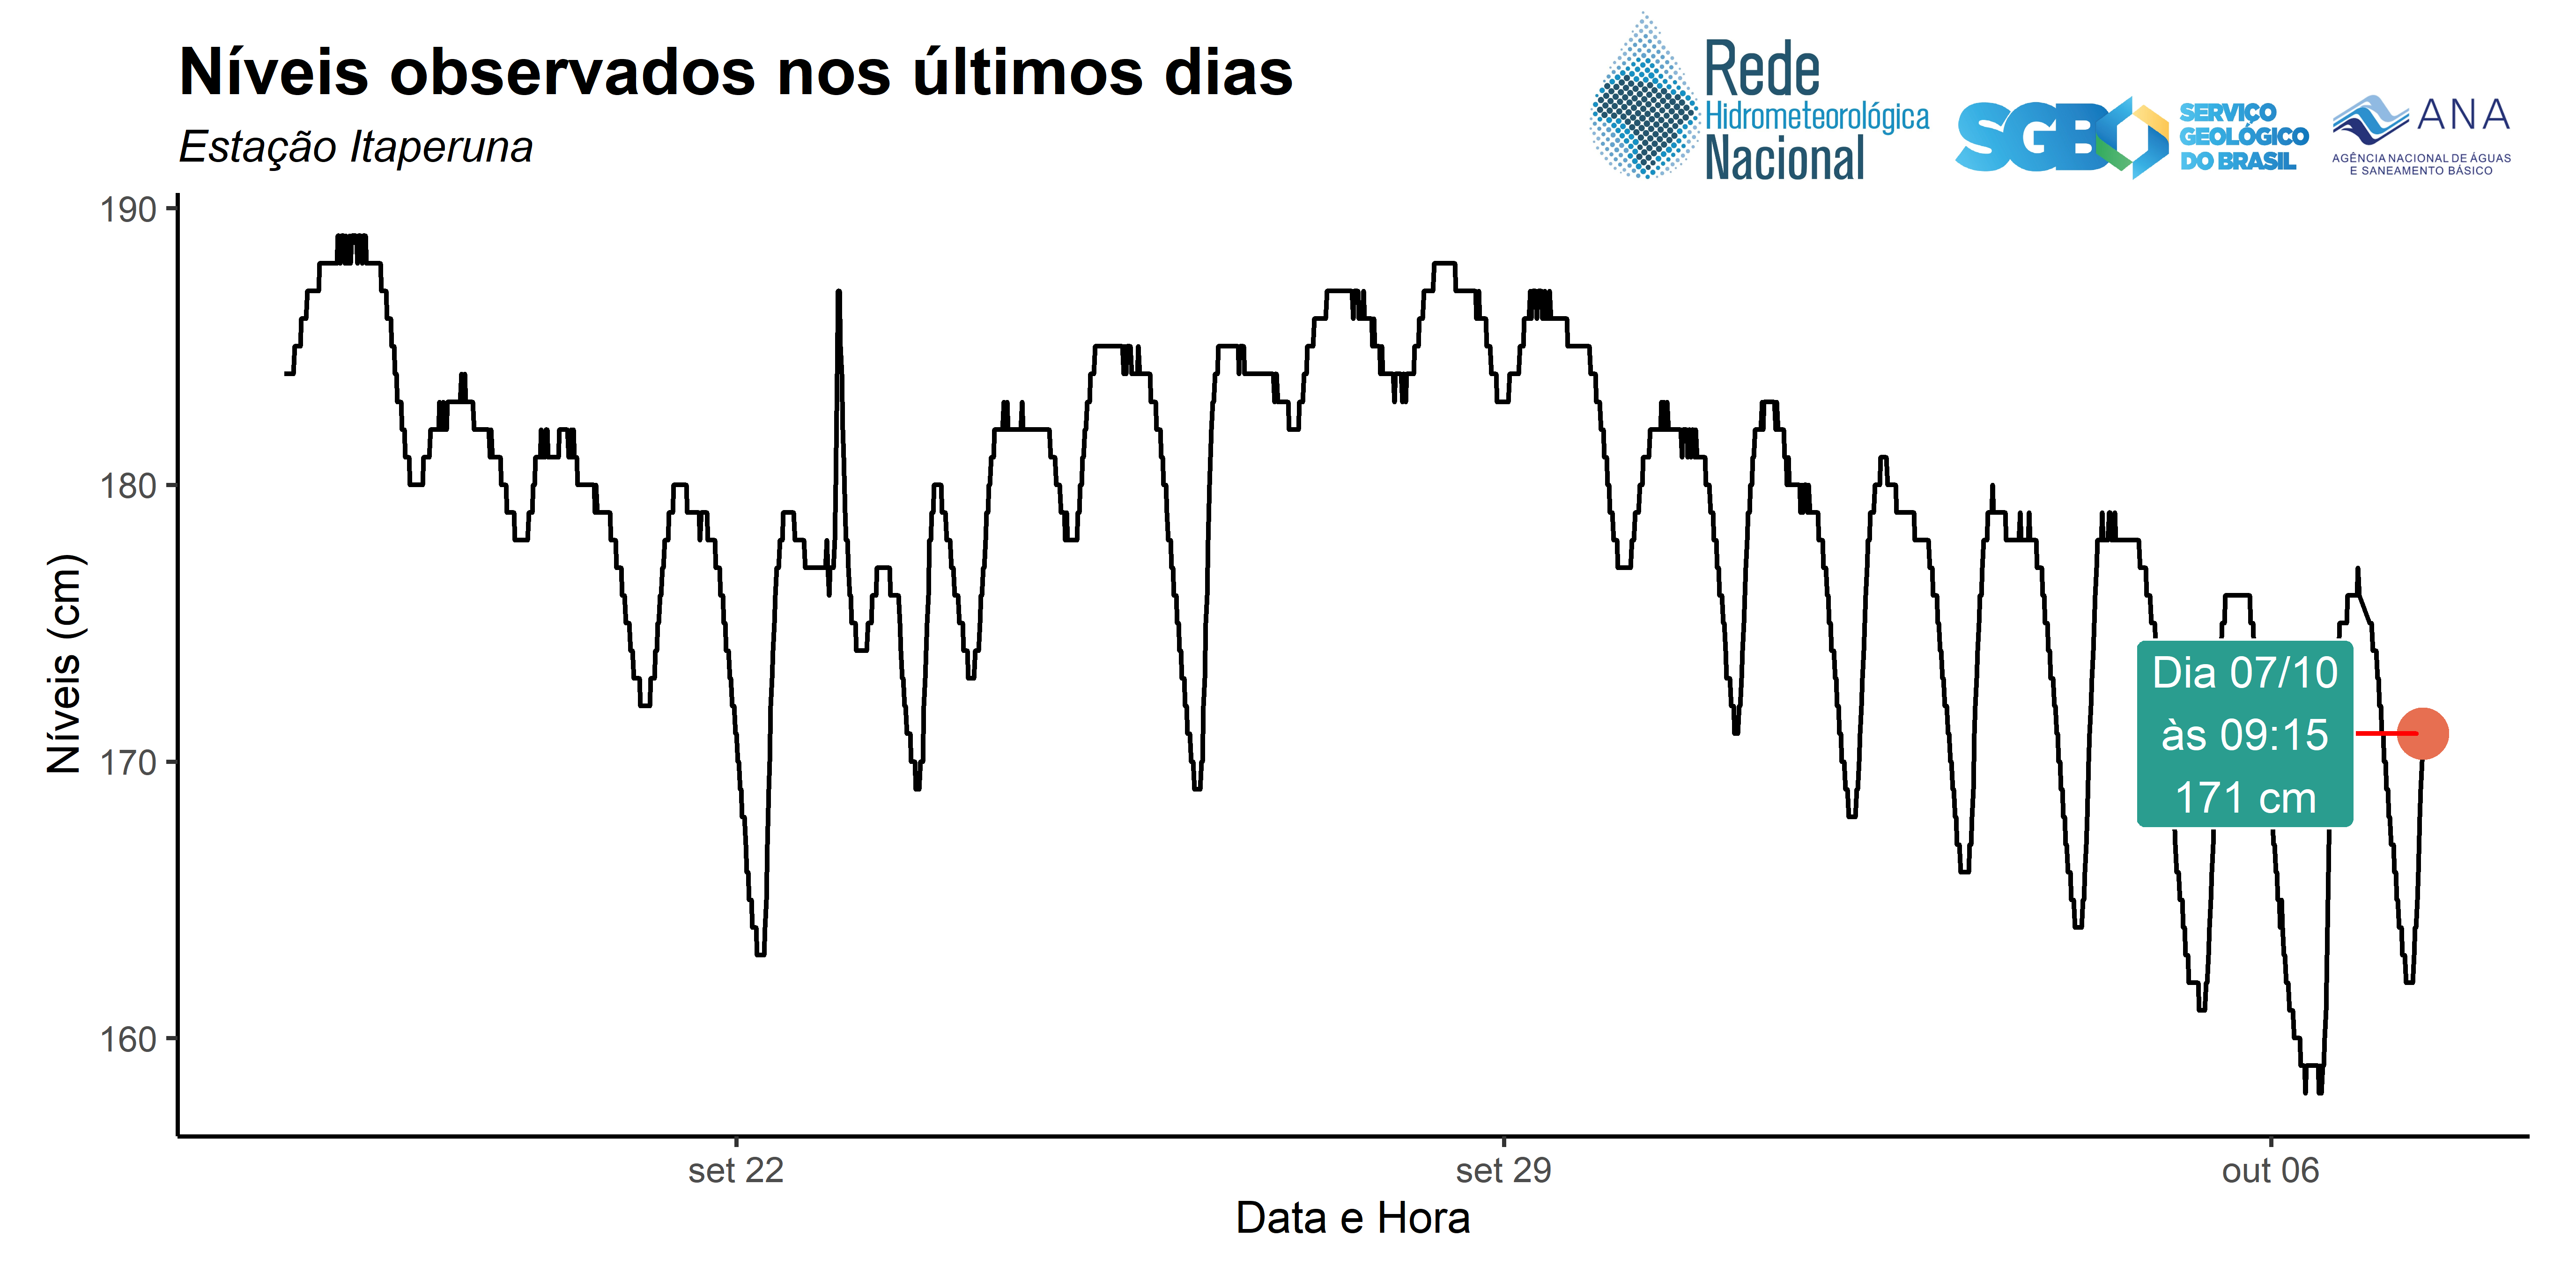 Níveis observados nos últimos dias
Estação Itaperuna
Rede
Hidrometeorológica
Nacional
SGB
SERVIÇO
GEOLÓGICO
DO BRASIL
ANA
AGÊNCIA NACIONAL DE ÁGUAS
E SANEAMENTO BÁSICO
190
180
170
160
Níveis (cm)
Dia 07/10
às 09:15
171 cm
set 22
set 29
out 06
Data e Hora